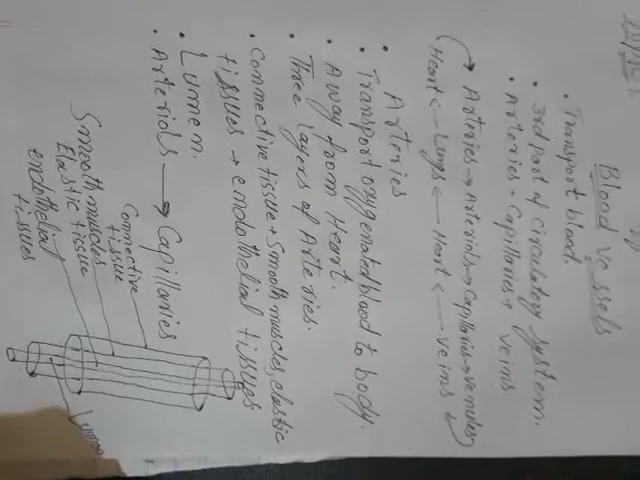 Blood vessels
• Transport blood.
• 3rd part of circulatory system.
• Arteries + Capillaries + veins
Arteries → Arteriols → Capillaries → venules
Heart ← Lungs ← Heart ← veins
• Arteries
• Transport oxygenated blood to body.
• Away from Heart.
• Three Layers of Arteries.
• Connective tissue + Smooth muscles, elastic
tissues + endothelial tissues
• Lumen.
• Arteriols → Capillaries
Connective
tissue
Smooth muscles
Elastic tissue
endothelial
tissues